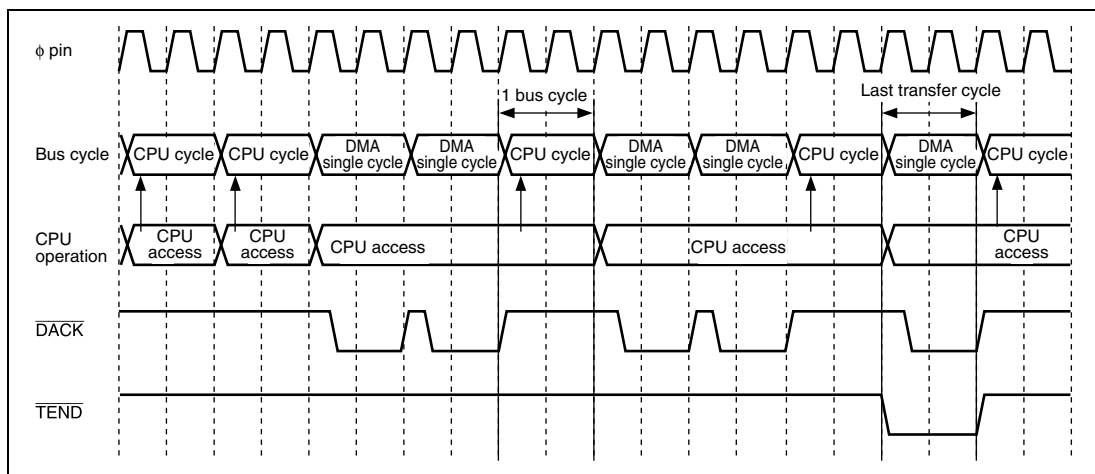 φ pin
1 bus cycle
Last transfer cycle
Bus cycle
CPU cycle
CPU cycle
DMA
single cycle
DMA
single cycle
CPU cycle
DMA
single cycle
DMA
single cycle
CPU cycle
DMA
single cycle
CPU cycle
CPU
operation
CPU
access
CPU
access
CPU access
CPU access
CPU
access
DACK
TEND